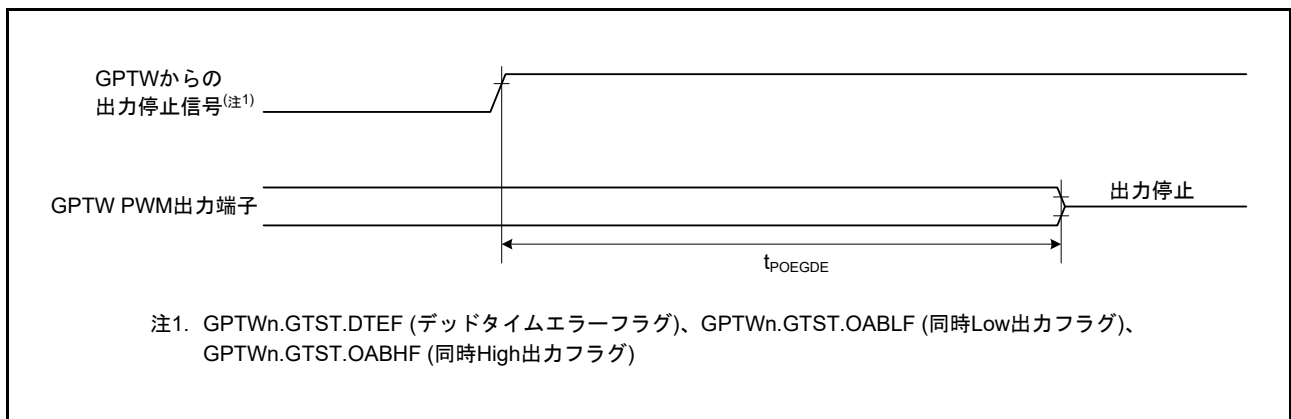 GPTWからの
出力停止信号(注1)
GPTW PWM出力端子
出力停止
tPOEGDE
注1. GPTWn.GTST.DTEF (デッドタイムエラーフラグ)、GPTWn.GTST.OABLF (同時Low出力フラグ)、
GPTWn.GTST.OABHF (同時High出力フラグ)